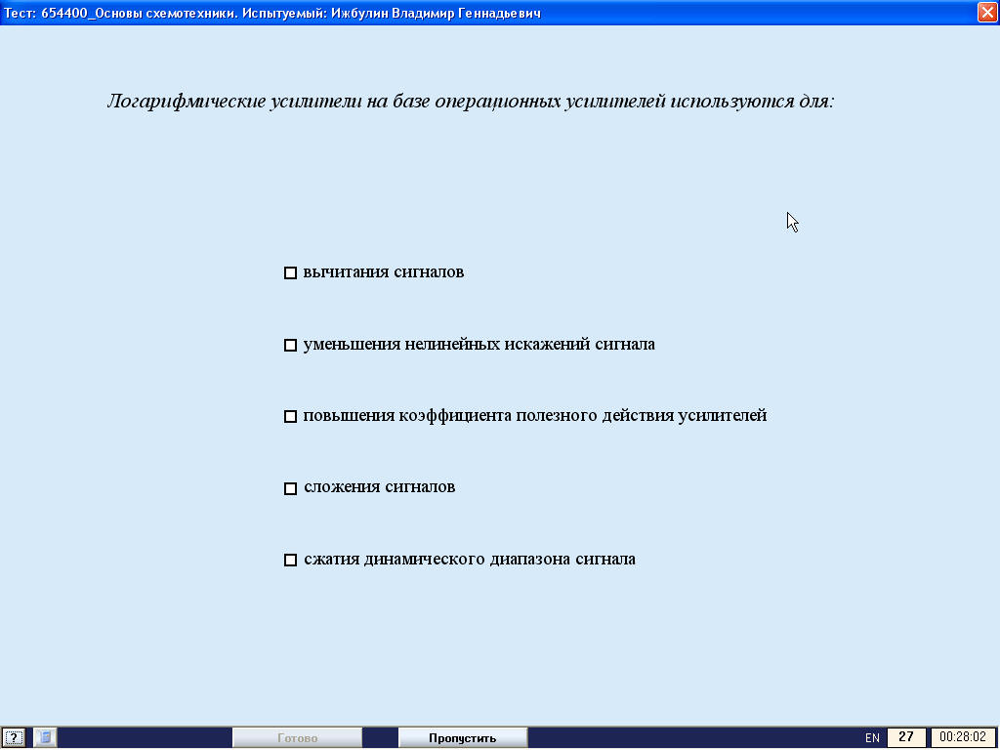 Тест: 654400_Основы схемотехники. Испытуемый: Ижбулин Владимир Геннадьевич
Логарифмические усилители на базе операционных усилителей используются для:
вычитания сигналов
уменьшения нелинейных искажений сигнала
повышения коэффициента полезного действия усилителей
сложения сигналов
сжатия динамического диапазона сигнала
? Готово Пропустить EN 27 00:28:02